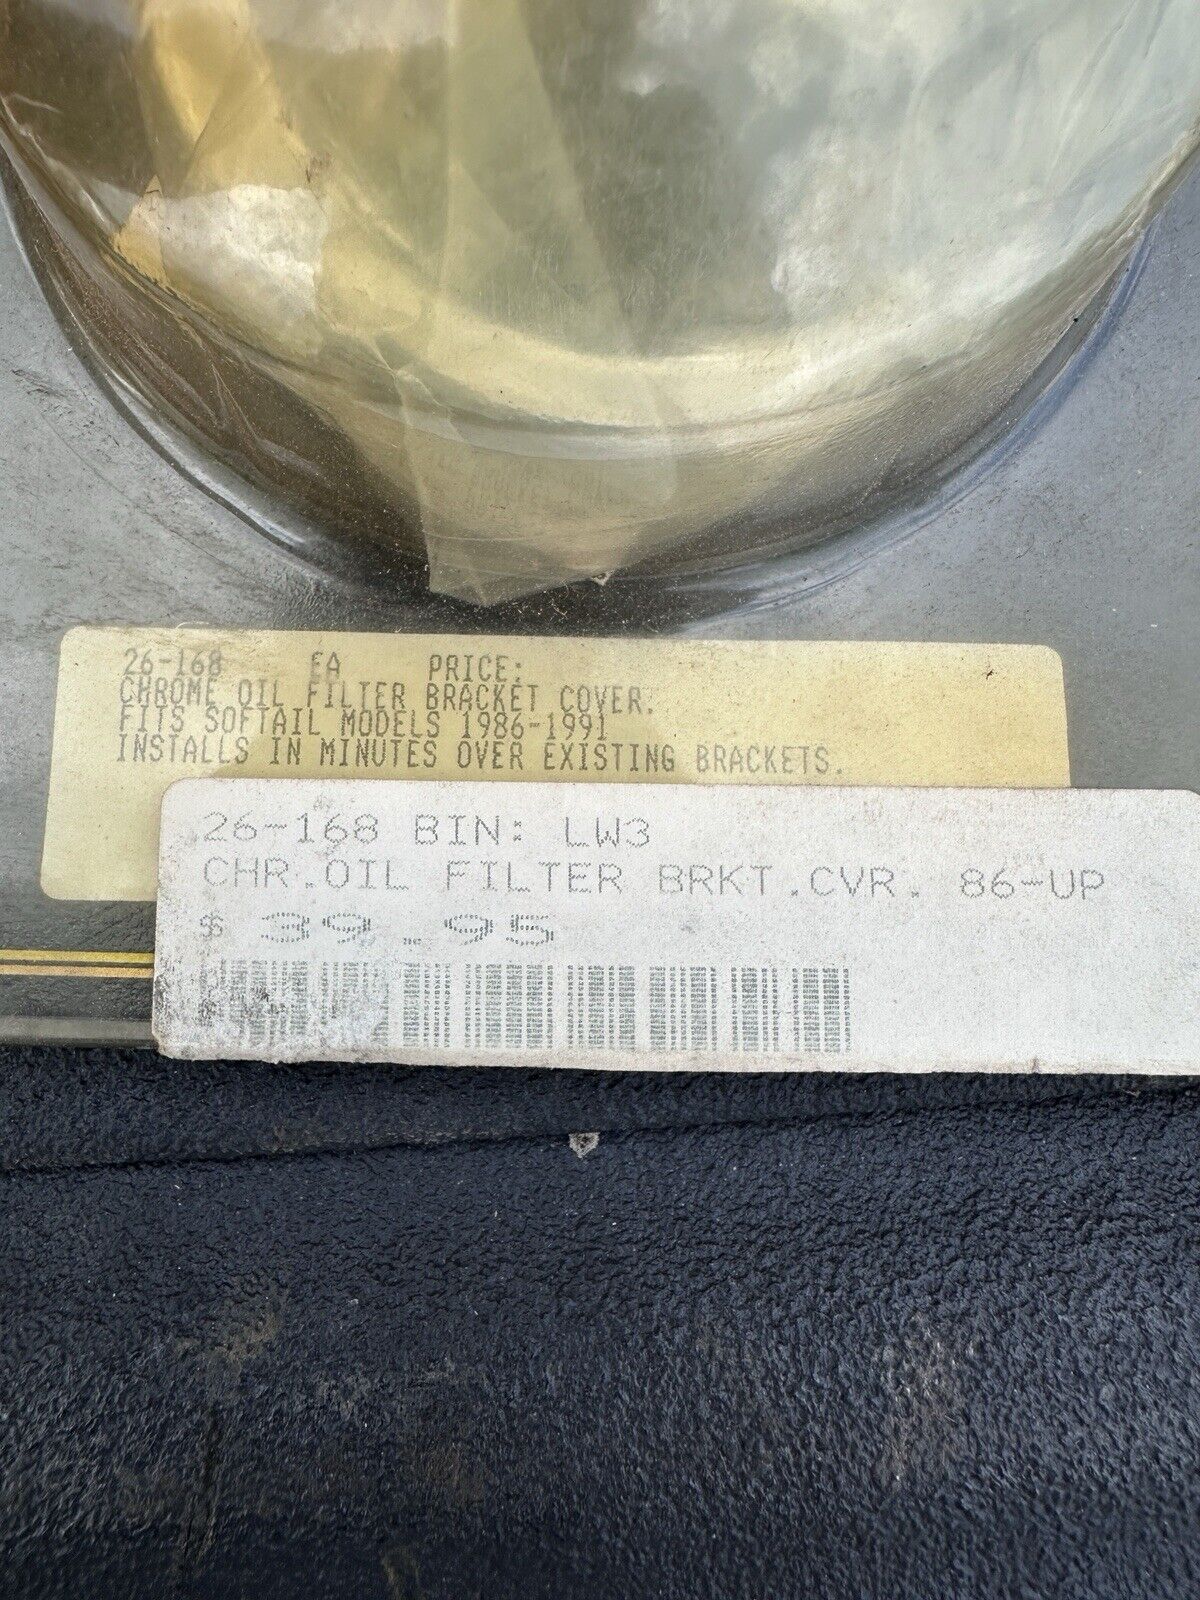 26-168 EA PRICE:
CHROME OIL FILTER BRACKET COVER.
FITS SOFTAIL MODELS 1986-1991
INSTALLS IN MINUTES OVER EXISTING BRACKETS.
26-168 BIN: LW3
CHR.OIL FILTER BRKT.CVR. 86-UP
$ 39.95